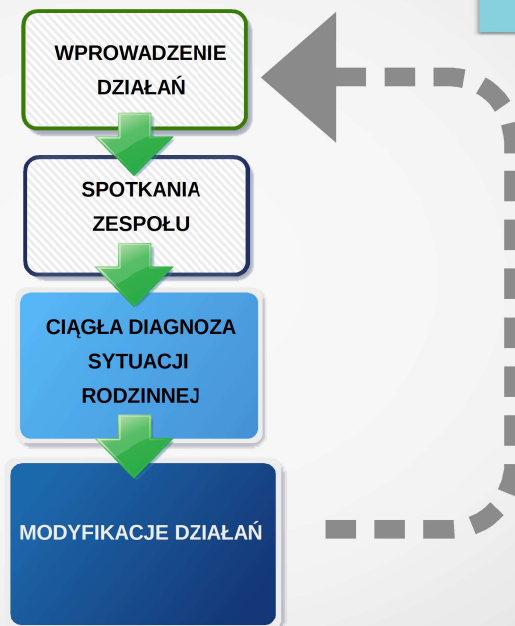 WPROWADZENIE
DZIAŁAŃ
SPOTKANIA
ZESPOŁU
CIĄGŁA DIAGNOZA
SYTUACJI
RODZINNEJ
MODYFIKACJE DZIAŁAŃ